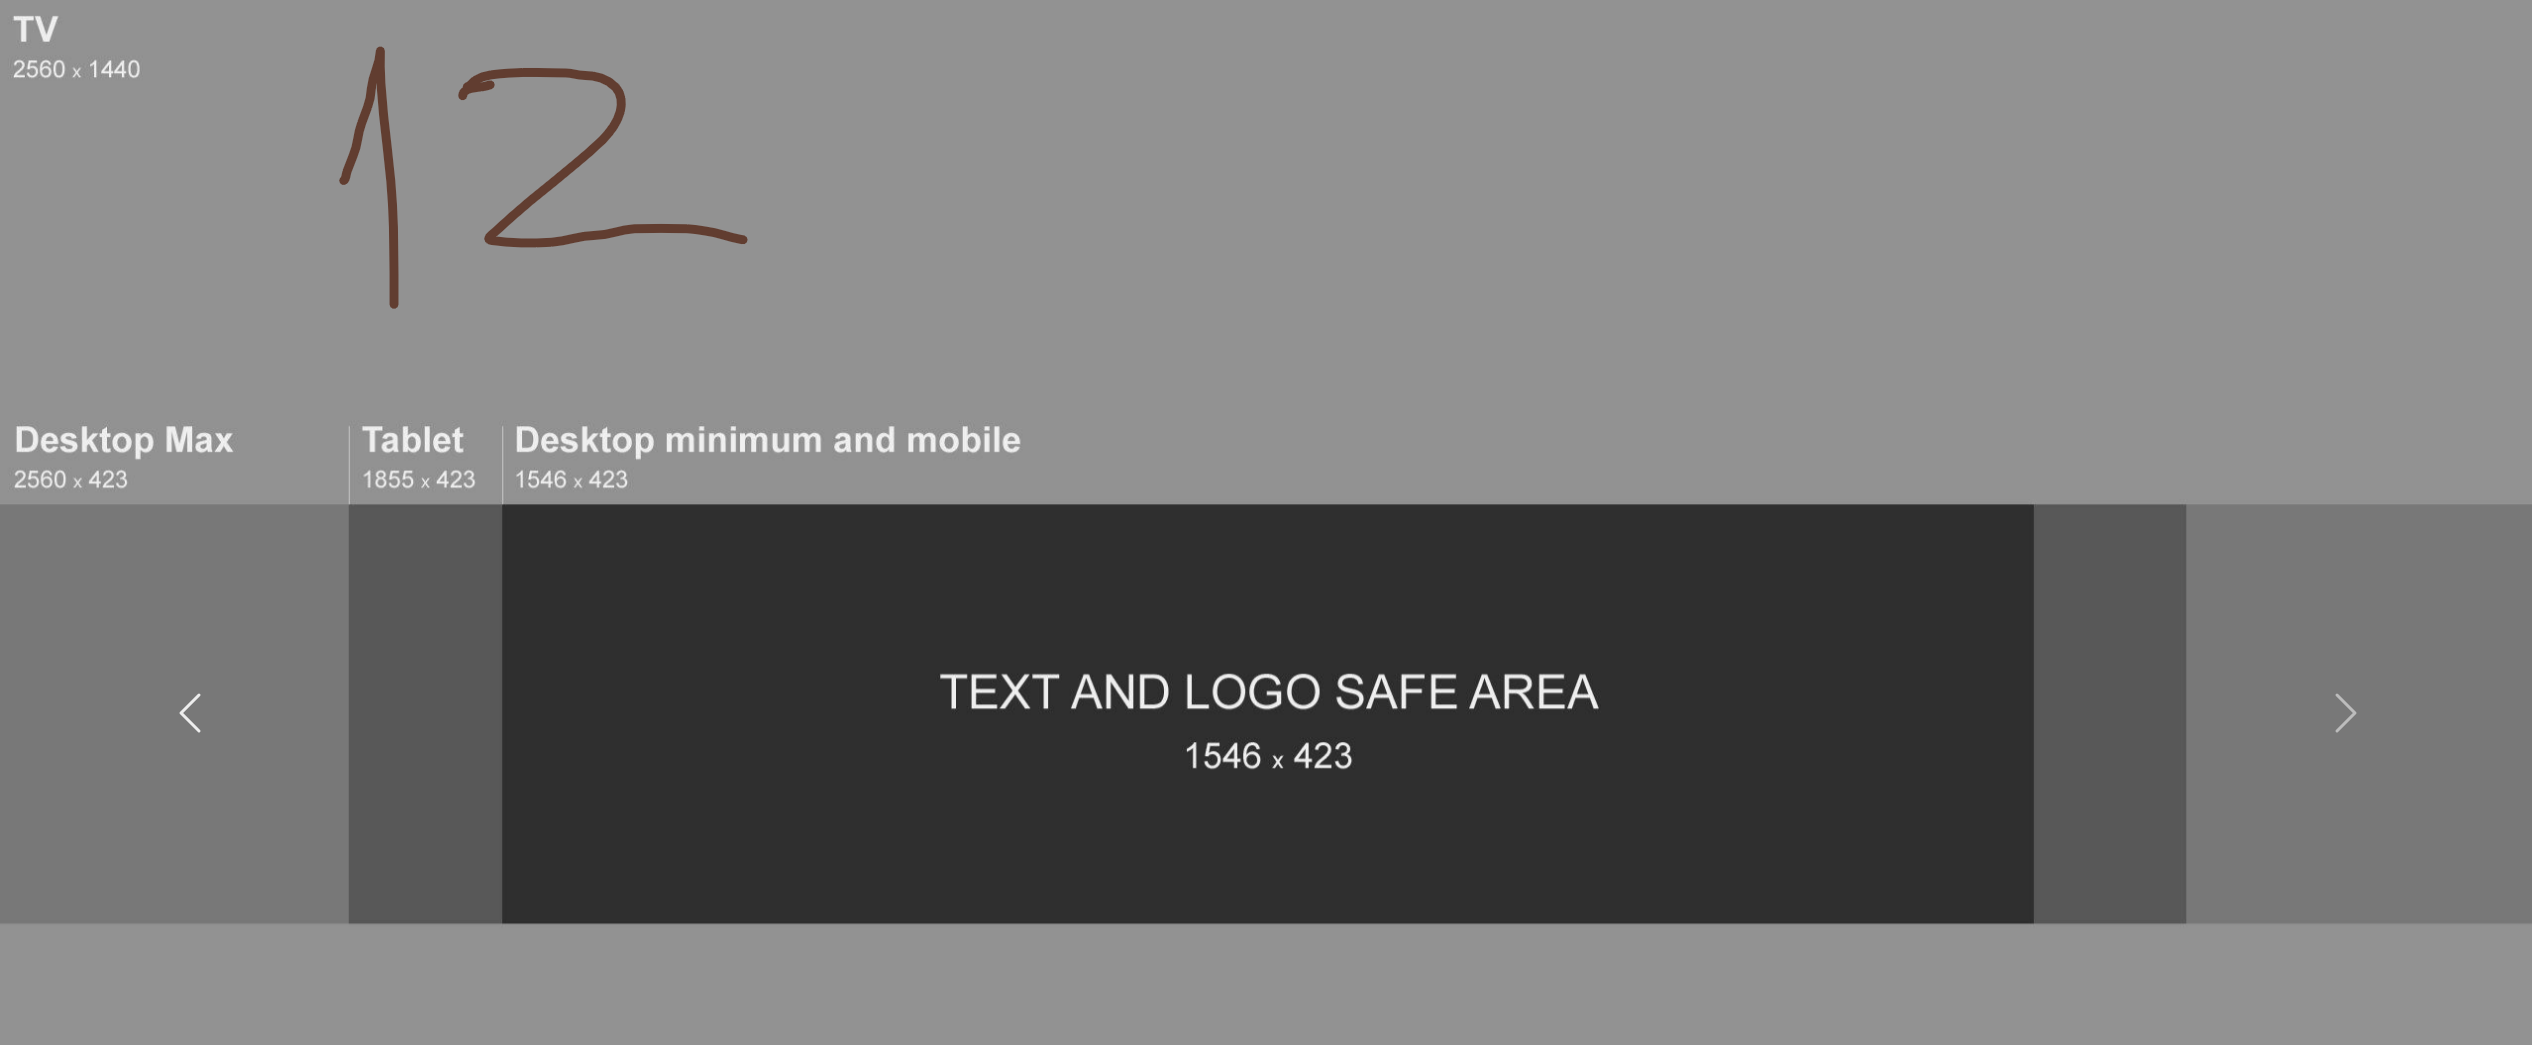 TV
2560 x 1440
12
Desktop Max
2560 x 423
Tablet
1855 x 423
Desktop minimum and mobile
1546 x 423
TEXT AND LOGO SAFE AREA
1546 x 423